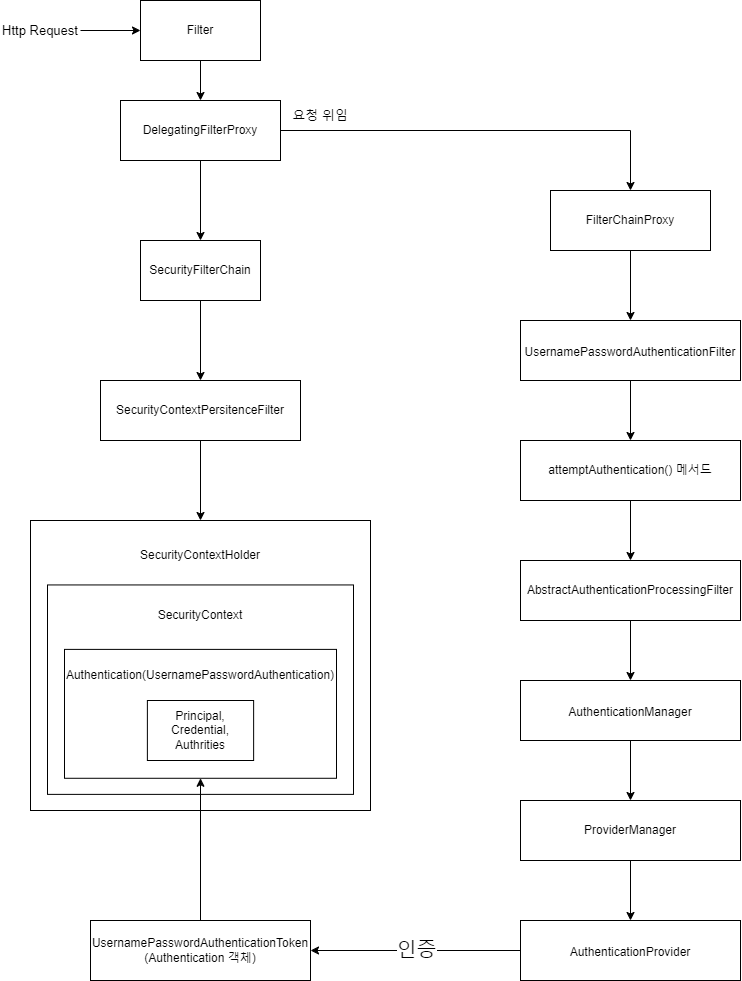 Http Request
Filter
DelegatingFilterProxy
요청 위임
FilterChainProxy
SecurityFilterChain
UsernamePasswordAuthenticationFilter
SecurityContextPersitenceFilter
attemptAuthentication() 메서드
SecurityContextHolder
AbstractAuthenticationProcessingFilter
SecurityContext
Authentication(UsernamePasswordAuthentication)
Principal,
Credential,
Authrities
AuthenticationManager
ProviderManager
UsernamePasswordAuthenticationToken
(Authentication 객체)
인증
AuthenticationProvider